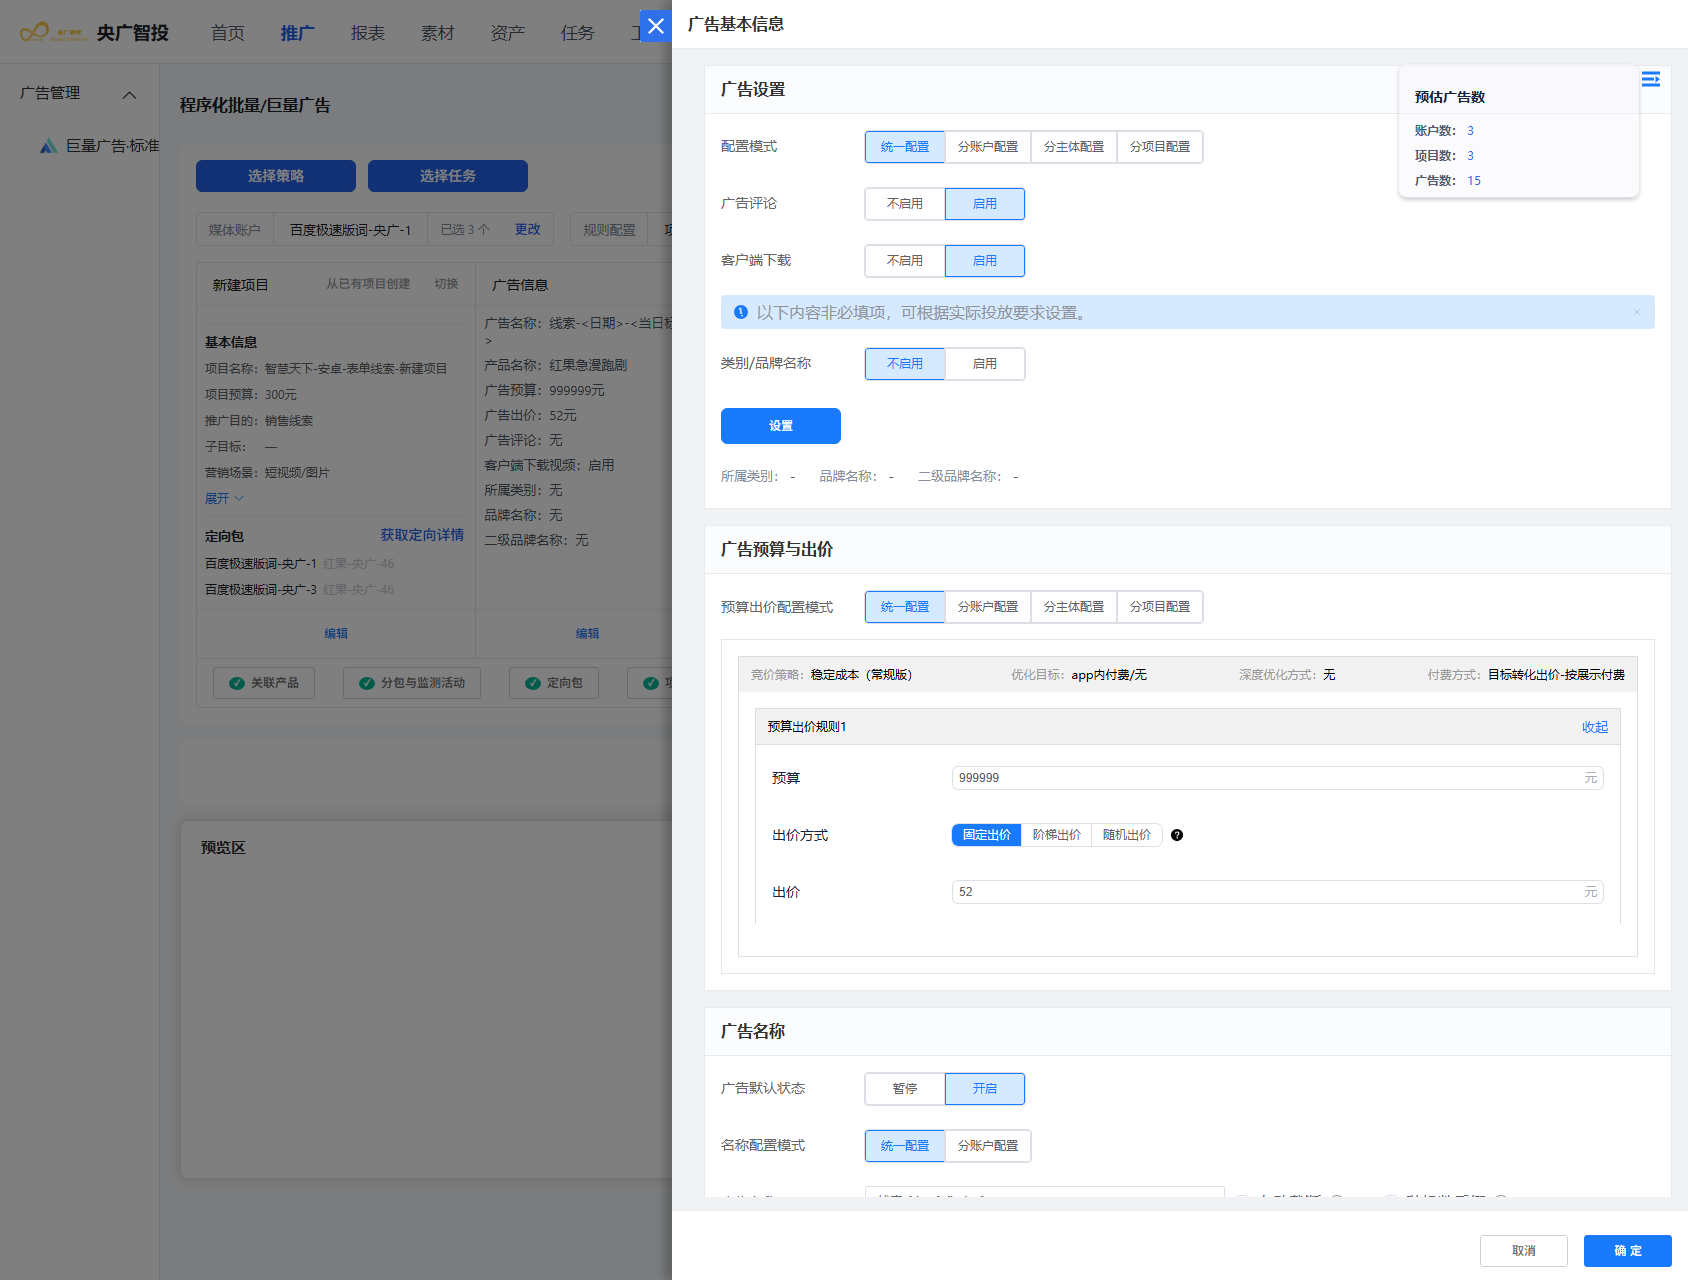 央广智投
首页
推广
报表
素材
资产
任务
广告基本信息
广告管理
巨量广告·标准
程序化批量/巨量广告
选择策略
选择任务
媒体账户
百度极速版词-央广-1
已选 3 个
更改
规则配置
新建项目
从已有项目创建
切换
广告信息
基本信息
项目名称：智慧天下-安卓-表单线索-新建项目
项目预算：300元
推广目的：销售线索
子目标：—
营销场景：短视频/图片
展开
定向包
获取定向详情
百度极速版词-央广-1 红果-央广-46
百度极速版词-央广-3 红果-央广-46
编辑
广告名称：线索-<日期>-<当日标
>
产品名称：红果急漫跑剧
广告预算：999999元
广告出价：52元
广告评论：无
客户端下载视频：启用
所属类别：无
品牌名称：无
二级品牌名称：无
编辑
关联产品
分包与监测活动
定向包
预览区
广告设置
预估广告数
账户数：3
项目数：3
广告数：15
配置模式
统一配置
分账户配置
分主体配置
分项目配置
广告评论
不启用
启用
客户端下载
不启用
启用
以下内容非必填项，可根据实际投放要求设置。
类别/品牌名称
不启用
启用
设置
所属类别： -
品牌名称： -
二级品牌名称： -
广告预算与出价
预算出价配置模式
统一配置
分账户配置
分主体配置
分项目配置
竞价策略：稳定成本（常规版）
优化目标：app内付费/无
深度优化方式：无
付费方式：目标转化出价-按展示付费
预算出价规则1
收起
预算
999999
元
出价方式
固定出价
阶梯出价
随机出价
出价
52
元
广告名称
广告默认状态
暂停
开启
名称配置模式
统一配置
分账户配置
取消
确 定